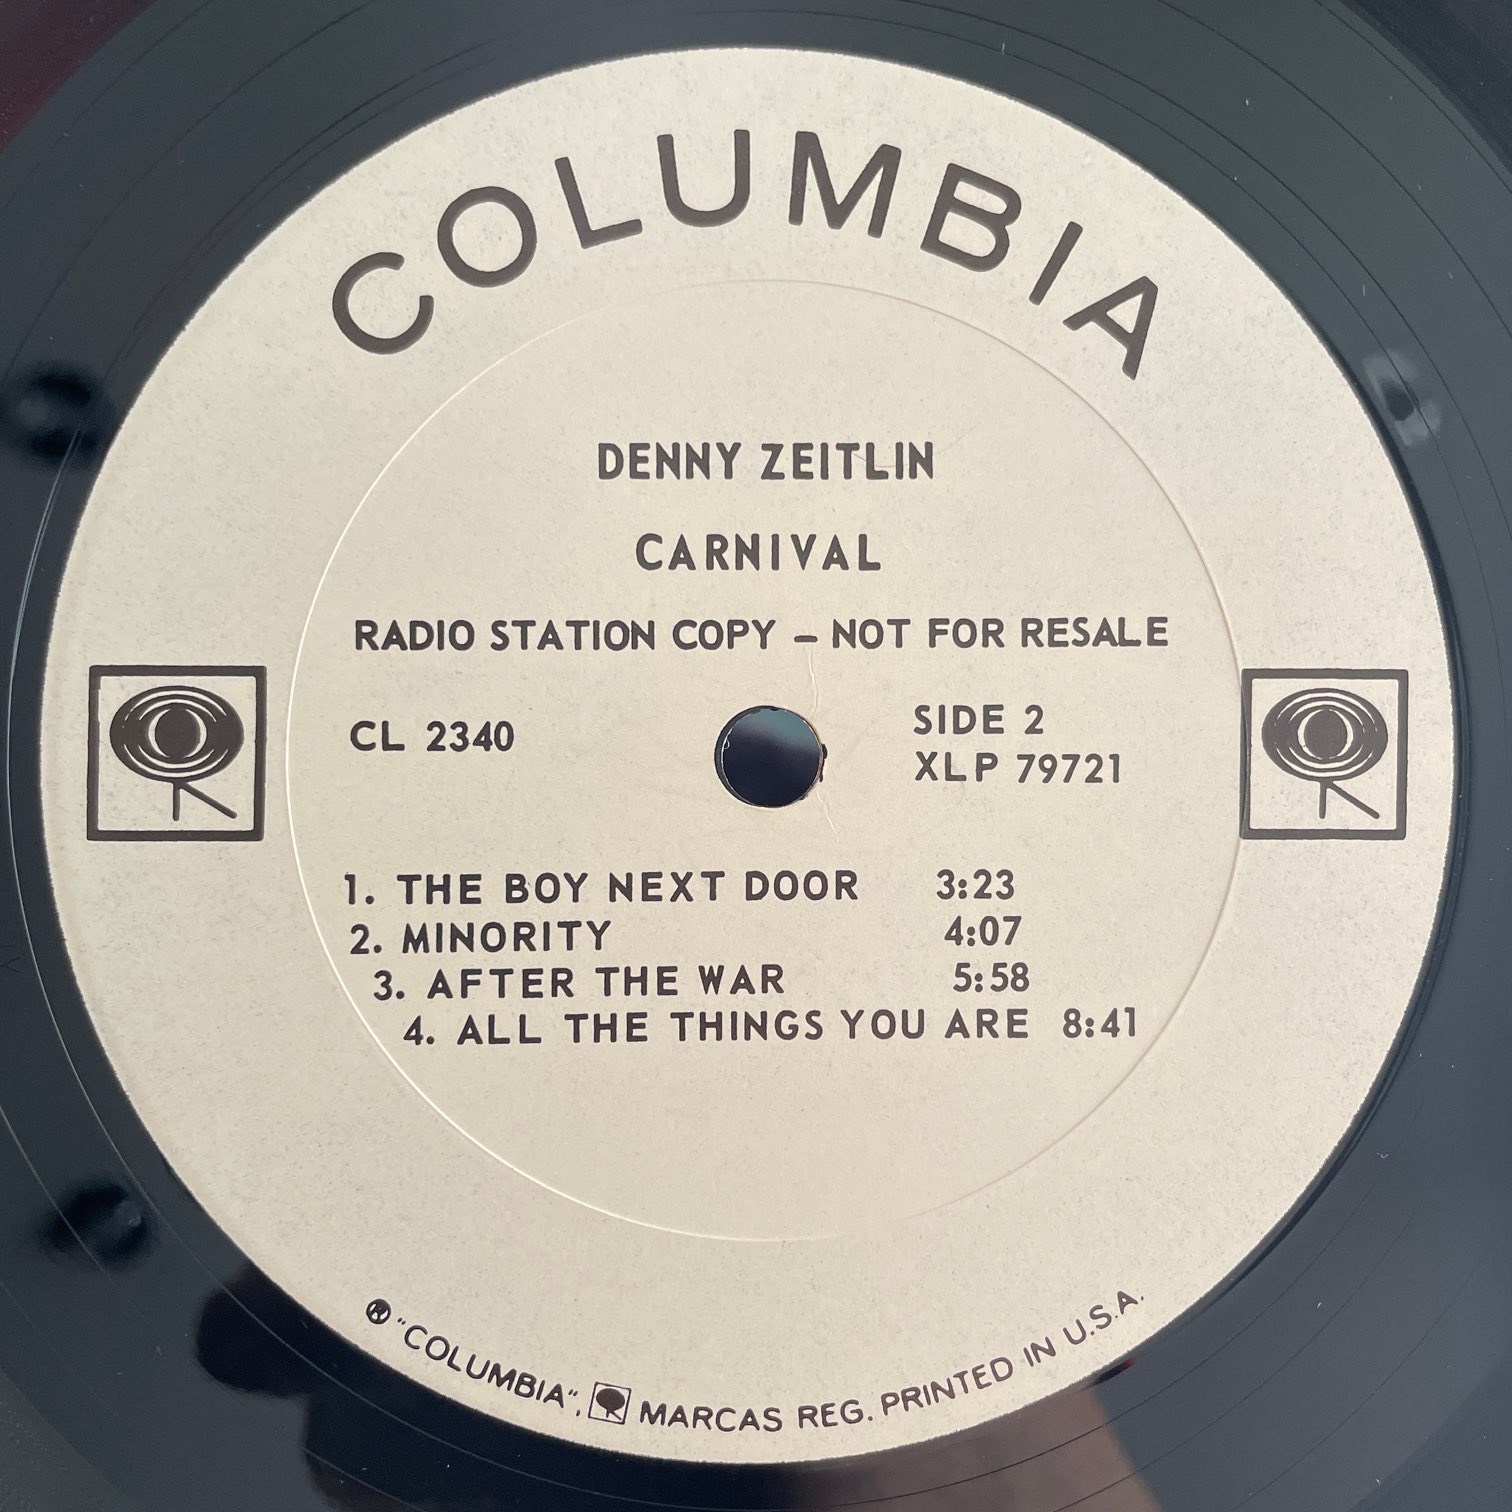 COLUMBIA
DENNY ZEITLIN
CARNIVAL
RADIO STATION COPY – NOT FOR RESALE
CL 2340
SIDE 2
XLP 79721
1. THE BOY NEXT DOOR 3:23
2. MINORITY 4:07
3. AFTER THE WAR 5:58
4. ALL THE THINGS YOU ARE 8:41
® "COLUMBIA", MARCAS REG. PRINTED IN U.S.A.